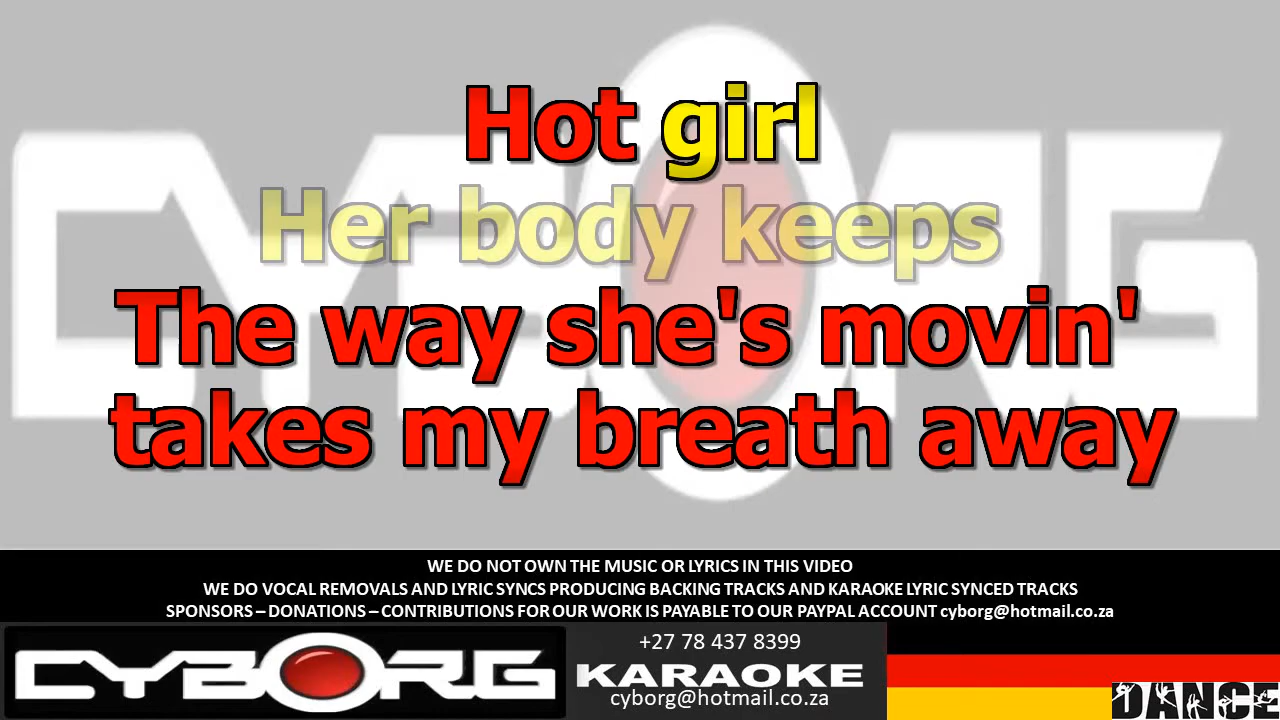 Hot girl
Her body keeps
The way she's movin'
takes my breath away
CYBORG
WE DO NOT OWN THE MUSIC OR LYRICS IN THIS VIDEO
WE DO VOCAL REMOVALS AND LYRIC SYNCS PRODUCING BACKING TRACKS AND KARAOKE LYRIC SYNCED TRACKS
SPONSORS – DONATIONS – CONTRIBUTIONS FOR OUR WORK IS PAYABLE TO OUR PAYPAL ACCOUNT cyborg@hotmail.co.za
CYBORG
+27 78 437 8399
KARAOKE
cyborg@hotmail.co.za
DANCE